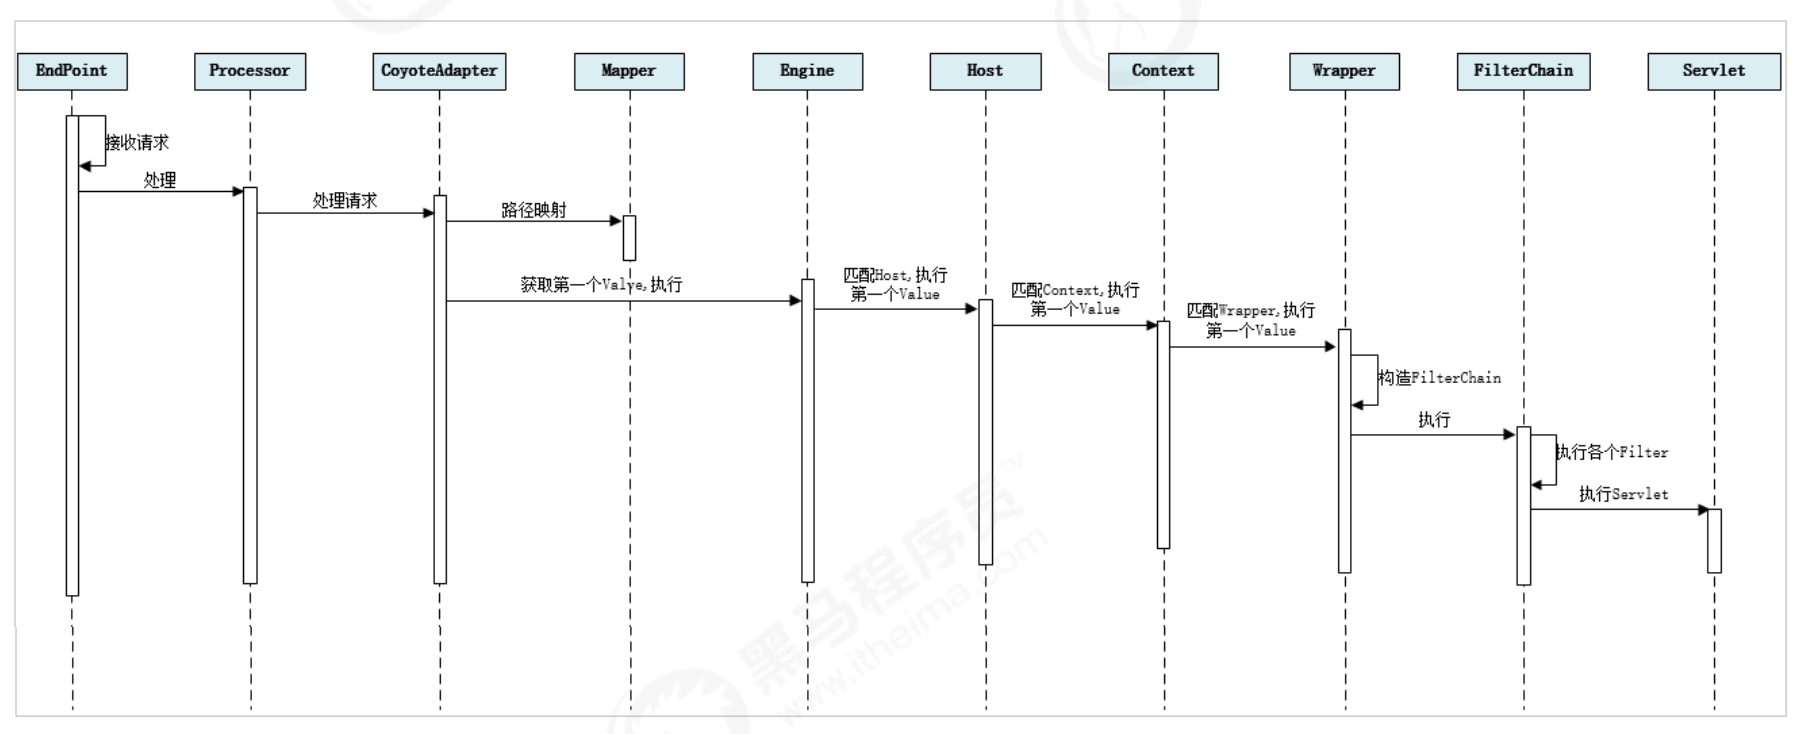 EndPoint
Processor
CoyoteAdapter
Mapper
Engine
Host
Context
Wrapper
FilterChain
Servlet
接收请求
处理
处理请求
路径映射
获取第一个Valve,执行
匹配Host,执行
第一个Value
匹配Context,执行
第一个Value
匹配Wrapper,执行
第一个Value
构造FilterChain
执行
执行各个Filter
执行Servlet
黑马程序员™
www.itheima.com